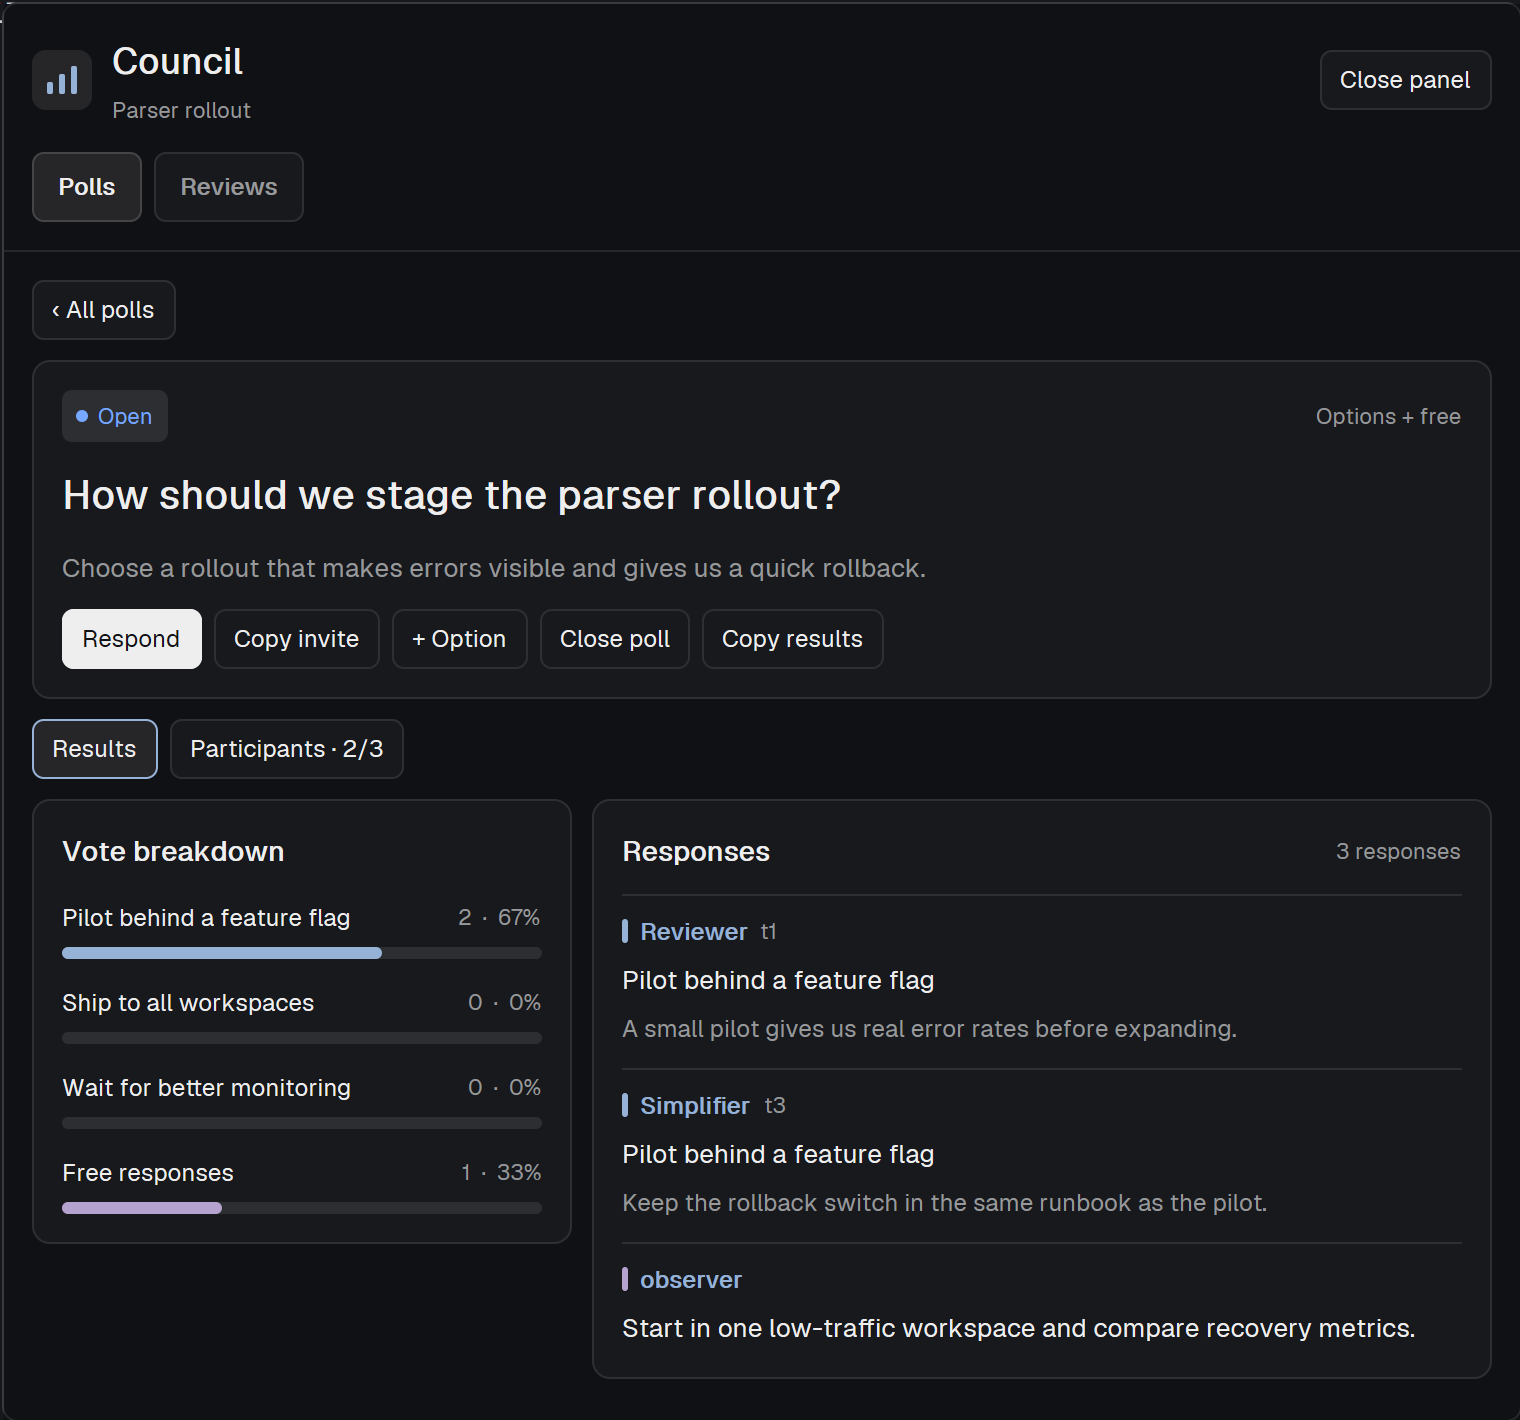 Council
Parser rollout
Close panel
Polls
Reviews
‹ All polls
Open
Options + free
How should we stage the parser rollout?
Choose a rollout that makes errors visible and gives us a quick rollback.
Respond
Copy invite
+ Option
Close poll
Copy results
Results
Participants · 2/3
Vote breakdown
Pilot behind a feature flag 2 · 67%
Ship to all workspaces 0 · 0%
Wait for better monitoring 0 · 0%
Free responses 1 · 33%
Responses
3 responses
Reviewer t1
Pilot behind a feature flag
A small pilot gives us real error rates before expanding.
Simplifier t3
Pilot behind a feature flag
Keep the rollback switch in the same runbook as the pilot.
observer
Start in one low-traffic workspace and compare recovery metrics.